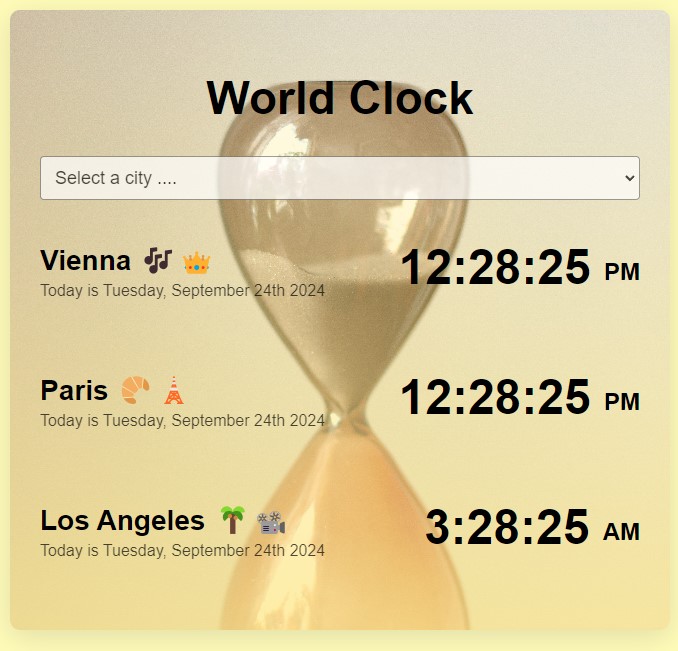 World Clock
Select a city ....
Vienna 🎶 👑 12:28:25 PM
Today is Tuesday, September 24th 2024
Paris 🥐 🗼 12:28:25 PM
Today is Tuesday, September 24th 2024
Los Angeles 🌴 📽️ 3:28:25 AM
Today is Tuesday, September 24th 2024